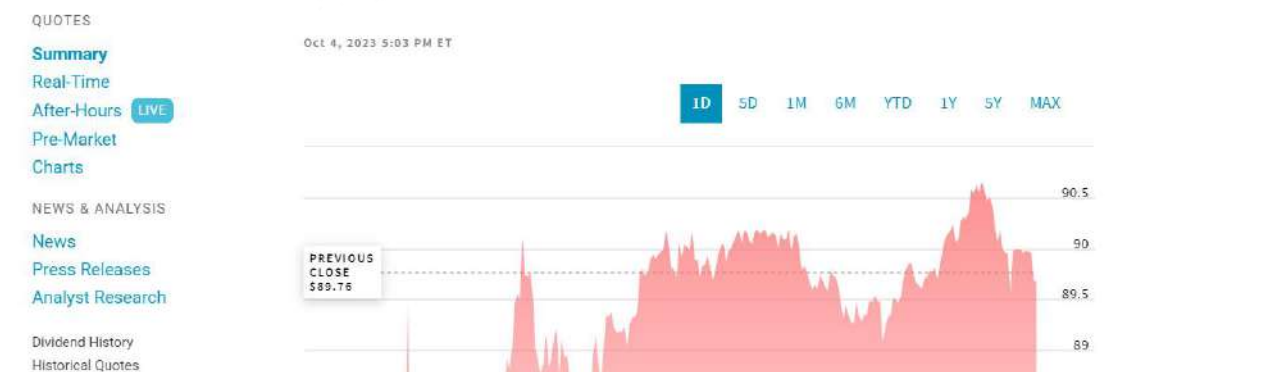 QUOTES
Summary
Real-Time
After-Hours LIVE
Pre-Market
Charts
NEWS & ANALYSIS
News
Press Releases
Analyst Research
Dividend History
Historical Quotes
Oct 4, 2023 5:03 PM ET
1D 5D 1M 6M YTD 1Y 5Y MAX
90.5
90
PREVIOUS
CLOSE
$89.76
89.5
89